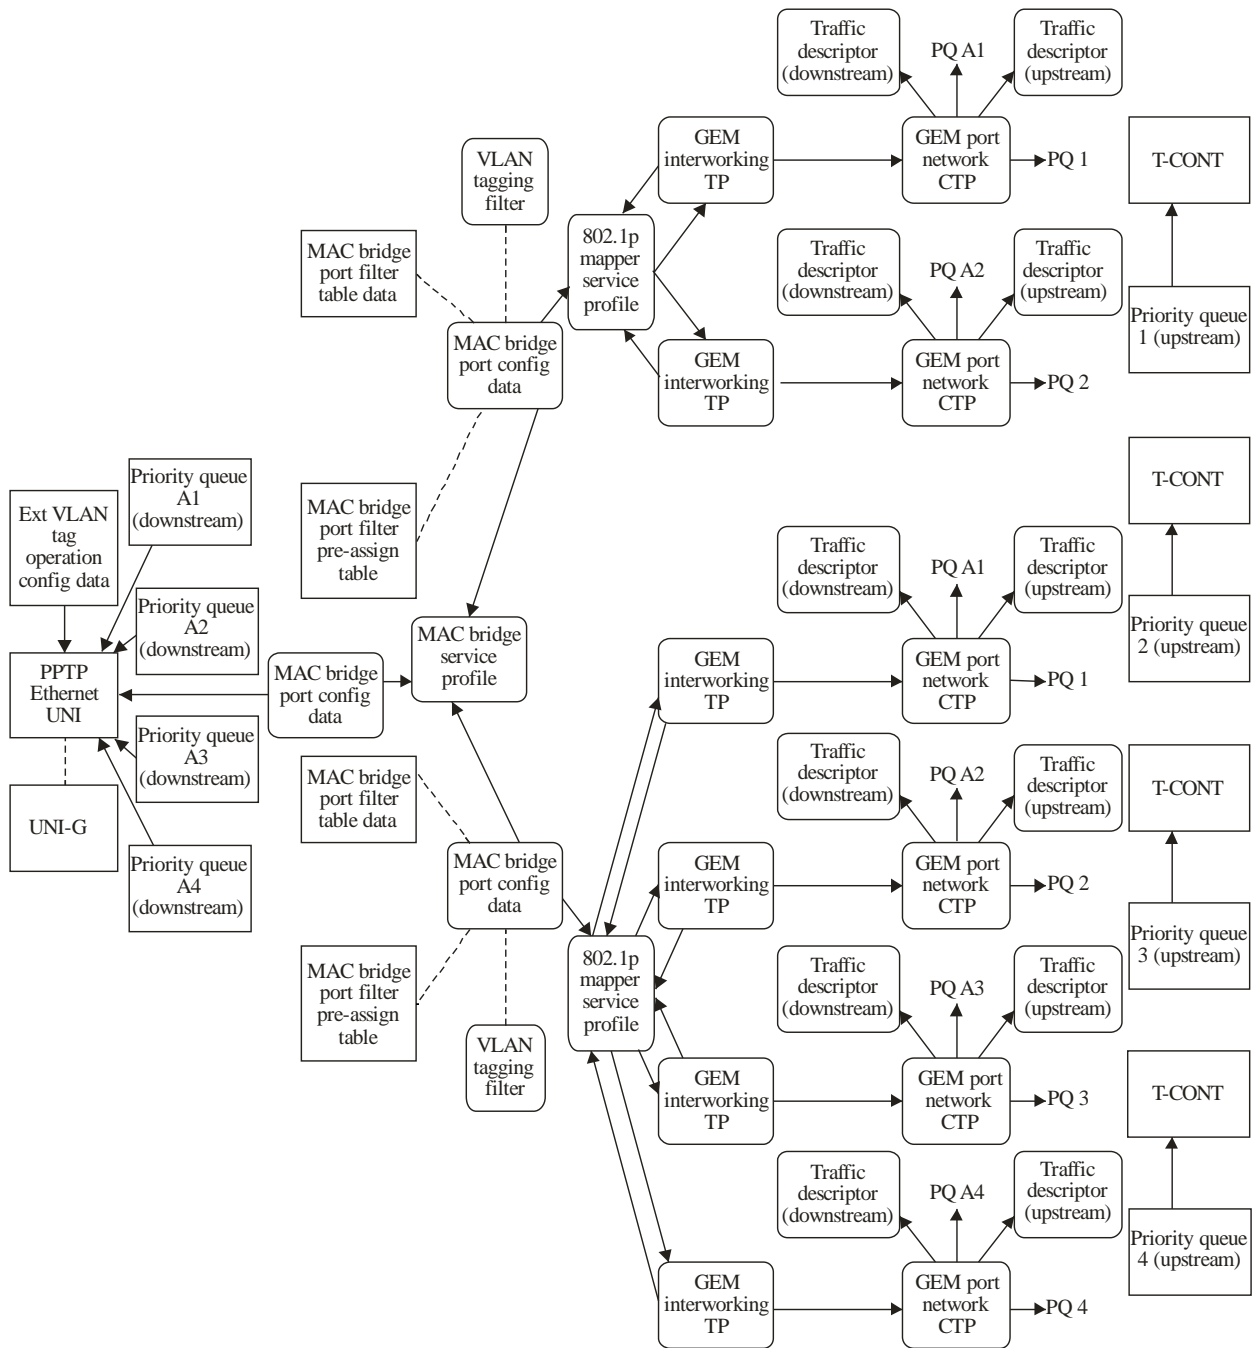 Traffic
descriptor
(downstream)
PQ A1
Traffic
descriptor
(upstream)
GEM
interworking
TP
GEM port
network
CTP
PQ 1
T-CONT
VLAN
tagging
filter
MAC bridge
port filter
table data
802.1p
mapper
service
profile
Traffic
descriptor
(downstream)
PQ A2
Traffic
descriptor
(upstream)
Priority queue
1 (upstream)
MAC bridge
port config
data
GEM
interworking
TP
GEM port
network
CTP
PQ 2
T-CONT
Priority queue
A1
(downstream)
Ext VLAN
tag
operation
config data
MAC bridge
port filter
pre-assign
table
Traffic
descriptor
(downstream)
PQ A1
Traffic
descriptor
(upstream)
Priority queue
A2
(downstream)
Priority queue
2 (upstream)
PPTP
Ethernet
UNI
MAC bridge
port config
data
MAC bridge
service
profile
GEM
interworking
TP
GEM port
network
CTP
PQ 1
Priority queue
A3
(downstream)
MAC bridge
port filter
table data
Traffic
descriptor
(downstream)
PQ A2
Traffic
descriptor
(upstream)
T-CONT
UNI-G
Priority queue
A4
(downstream)
MAC bridge
port config
data
GEM
interworking
TP
GEM port
network
CTP
PQ 2
Priority queue
3 (upstream)
MAC bridge
port filter
pre-assign
table
802.1p
mapper
service
profile
Traffic
descriptor
(downstream)
PQ A3
Traffic
descriptor
(upstream)
VLAN
tagging
filter
GEM
interworking
TP
GEM port
network
CTP
PQ 3
T-CONT
Traffic
descriptor
(downstream)
PQ A4
Traffic
descriptor
(upstream)
Priority queue
4 (upstream)
GEM
interworking
TP
GEM port
network
CTP
PQ 4